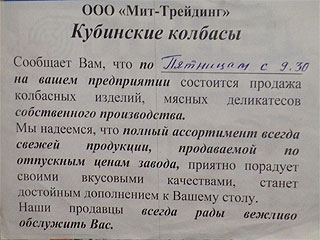 ООО «Мит-Трейдинг»
Кубинские колбасы
Сообщает Вам, что по Пятницам с 9.30
на вашем предприятии состоится продажа
колбасных изделий, мясных деликатесов
собственного производства.
Мы надеемся, что полный ассортимент всегда
свежей продукции, продаваемой по
отпускным ценам завода, приятно порадует
своими вкусовыми качествами, станет
достойным дополнением к Вашему столу.
Наши продавцы всегда рады вежливо
обслужить Вас.